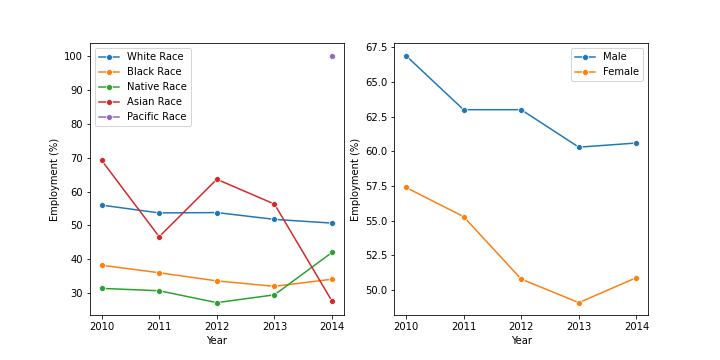 White Race
Black Race
Native Race
Asian Race
Pacific Race
100
90
80
70
60
50
40
30
Employment (%)
2010 2011 2012 2013 2014
Year
Male
Female
67.5
65.0
62.5
60.0
57.5
55.0
52.5
50.0
Employment (%)
2010 2011 2012 2013 2014
Year